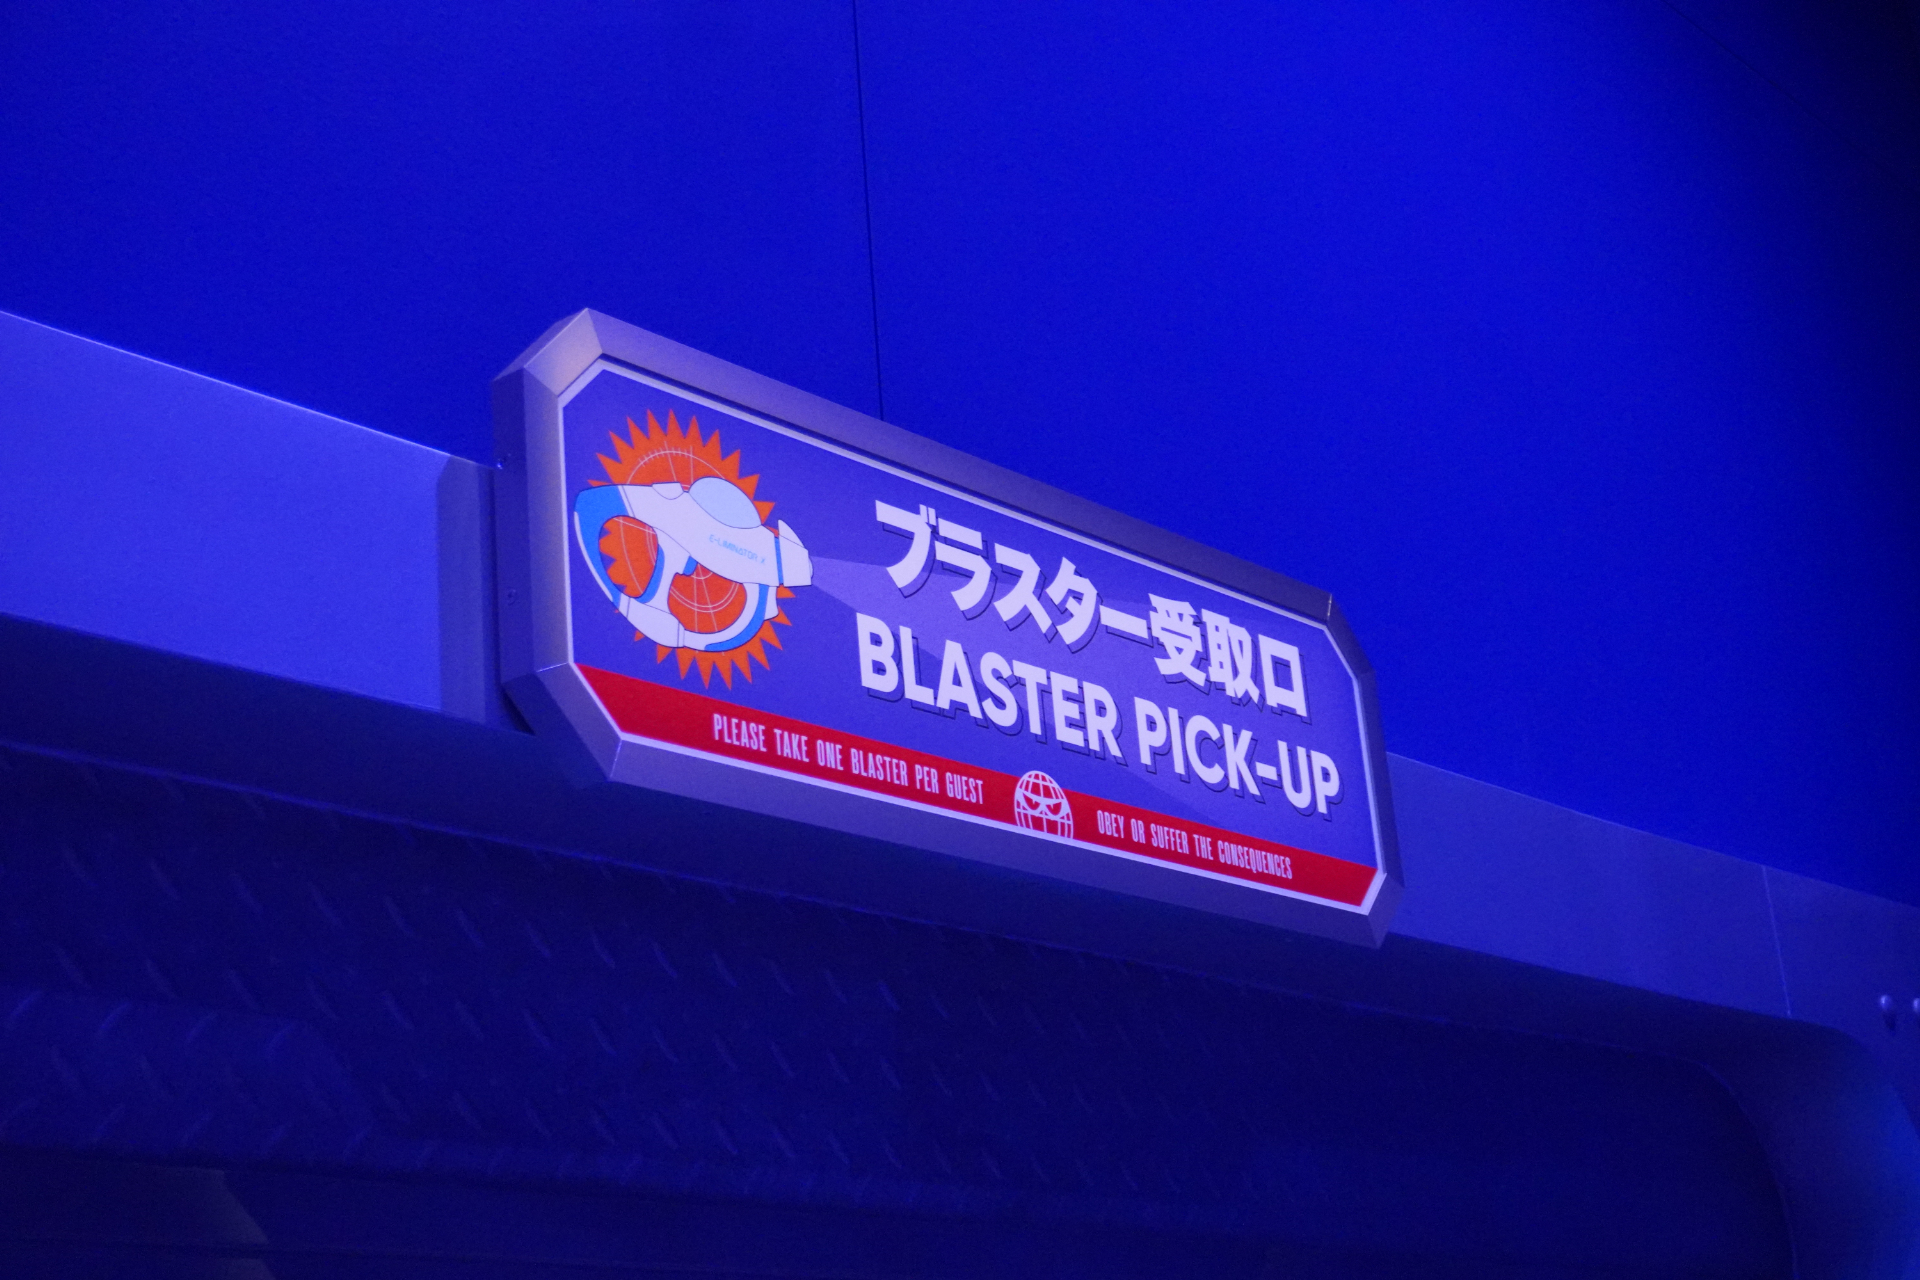 ブラスター受取口
BLASTER PICK-UP
PLEASE TAKE ONE BLASTER PER GUEST
OBEY OR SUFFER THE CONSEQUENCES